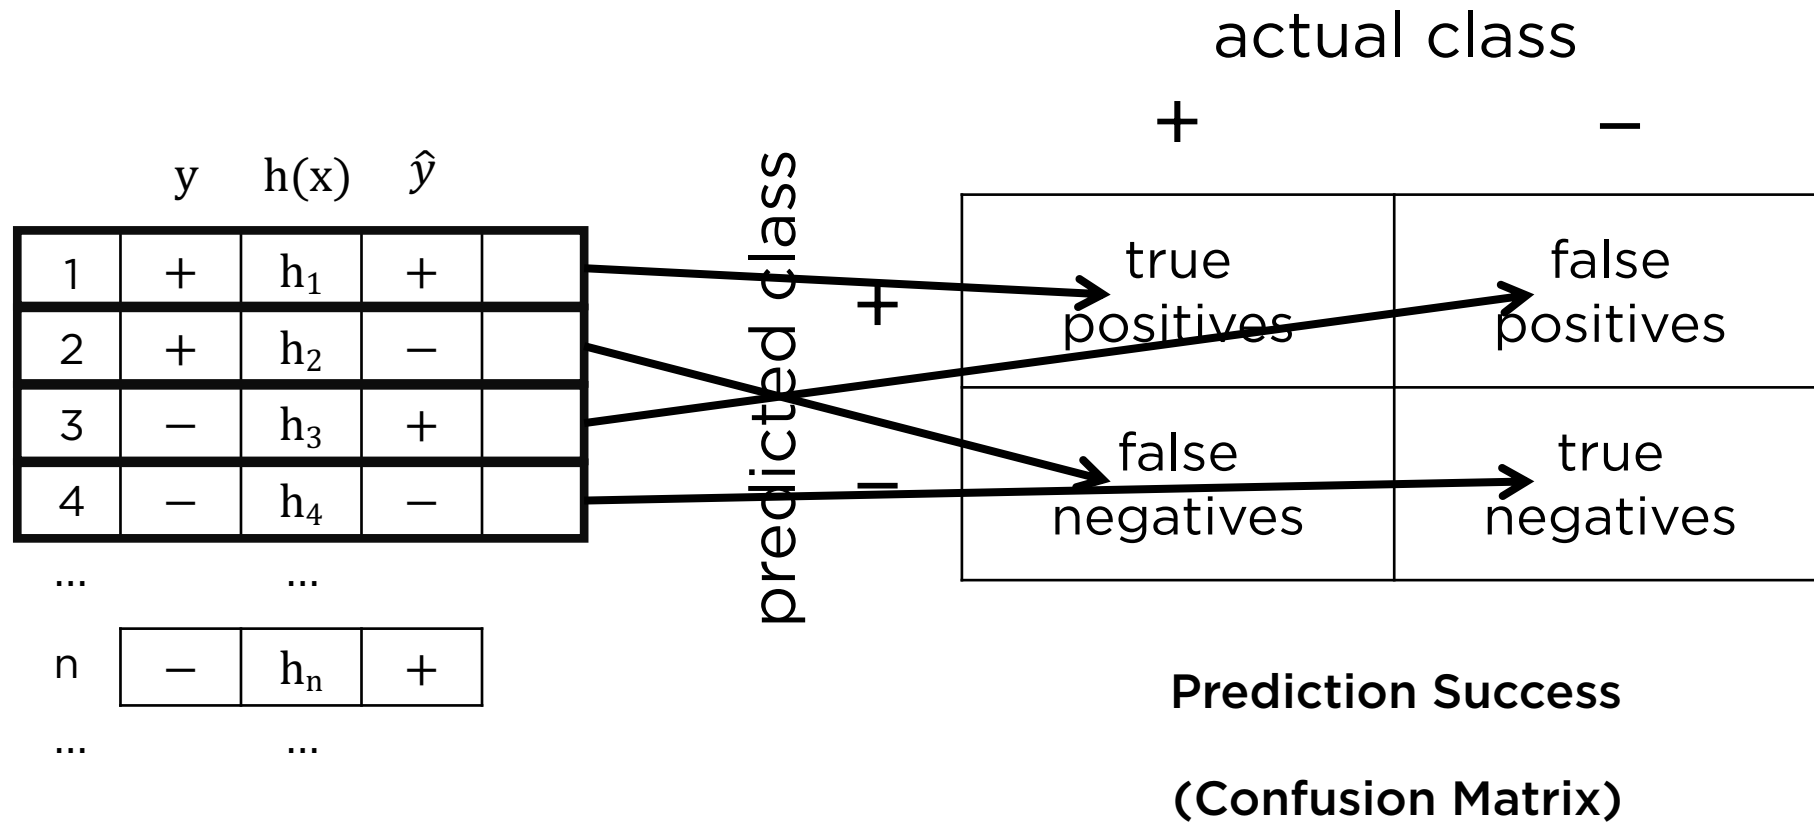 actual class
+ −
y h(x) ŷ
1 + h₁ +
2 + h₂ −
3 − h₃ +
4 − h₄ −
... ...
n − hₙ +
... ...
predicted class
+
−
true
positives
false
positives
false
negatives
true
negatives
Prediction Success
(Confusion Matrix)